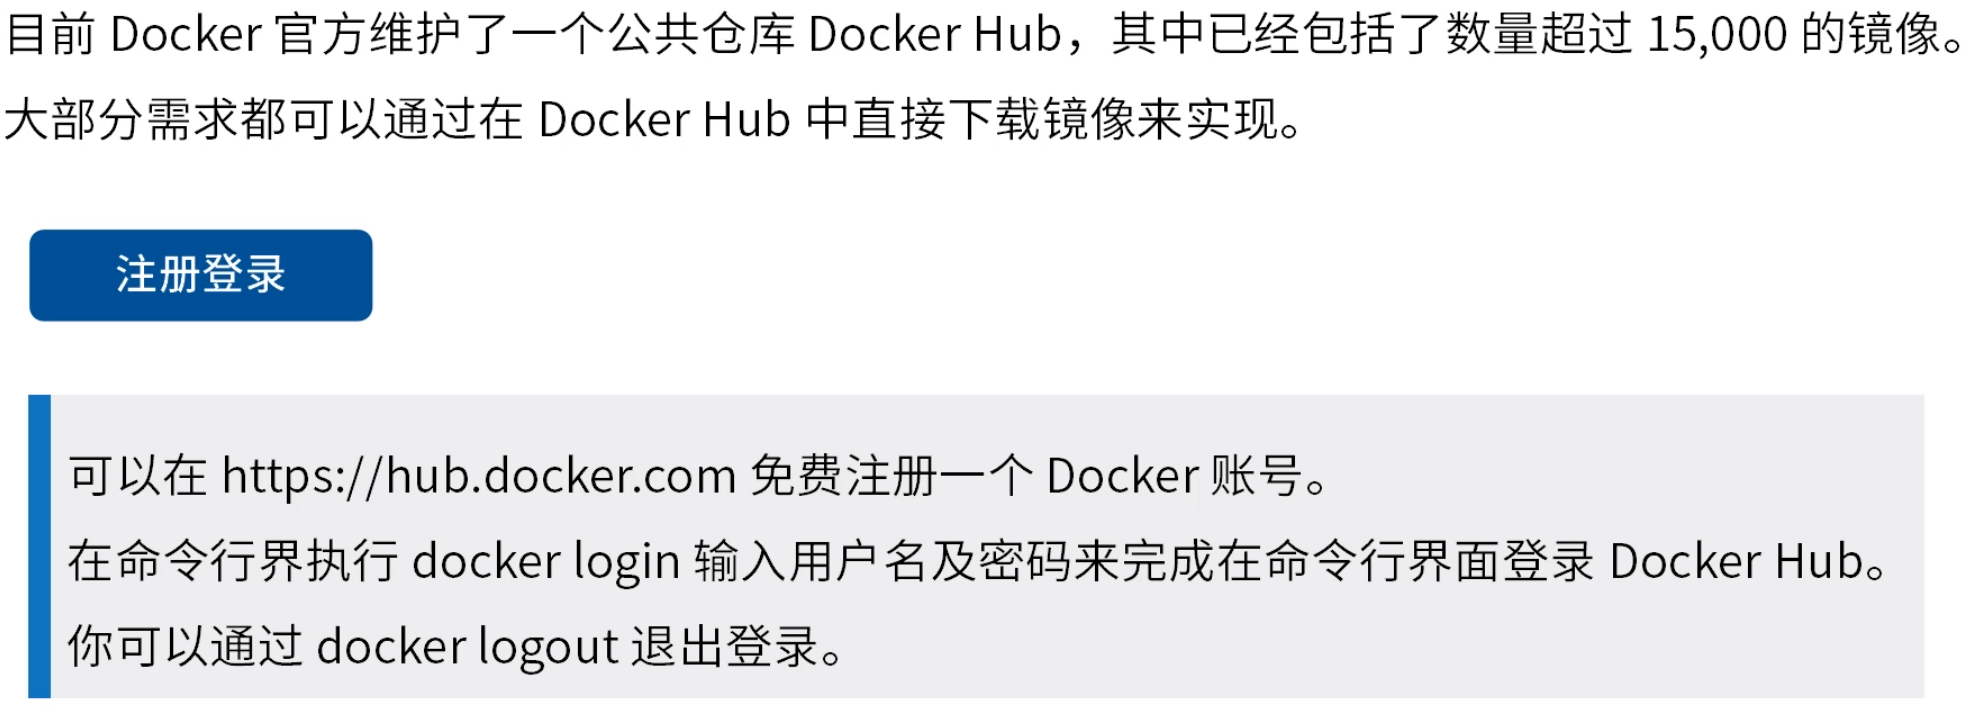 目前 Docker 官方维护了一个公共仓库 Docker Hub，其中已经包括了数量超过 15,000 的镜像。
大部分需求都可以通过在 Docker Hub 中直接下载镜像来实现。
注册登录
可以在 https://hub.docker.com 免费注册一个 Docker 账号。
在命令行界执行 docker login 输入用户名及密码来完成在命令行界面登录 Docker Hub。
你可以通过 docker logout 退出登录。